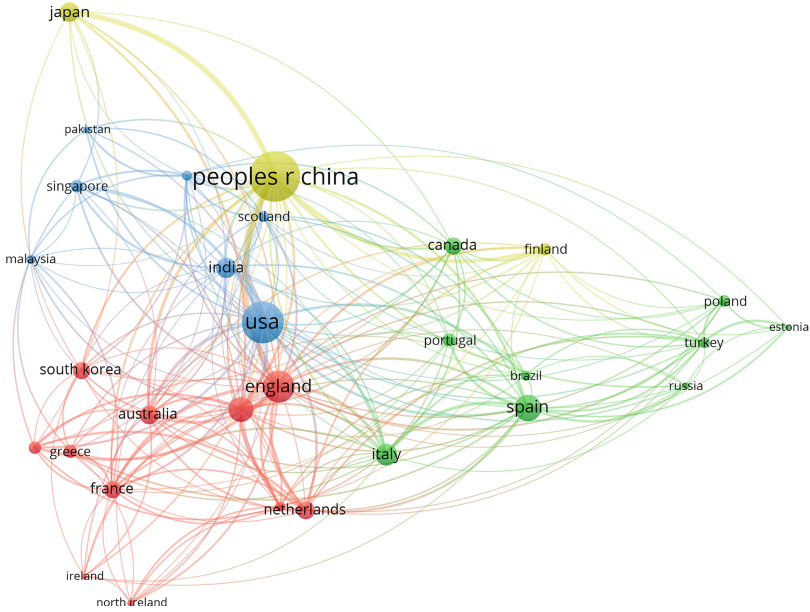 japan
pakistan
peoples r china
singapore
scotland
canada
finland
malaysia
india
poland
usa
estonia
portugal
turkey
south korea
brazil
russia
england
spain
australia
greece
italy
france
netherlands
ireland
north ireland